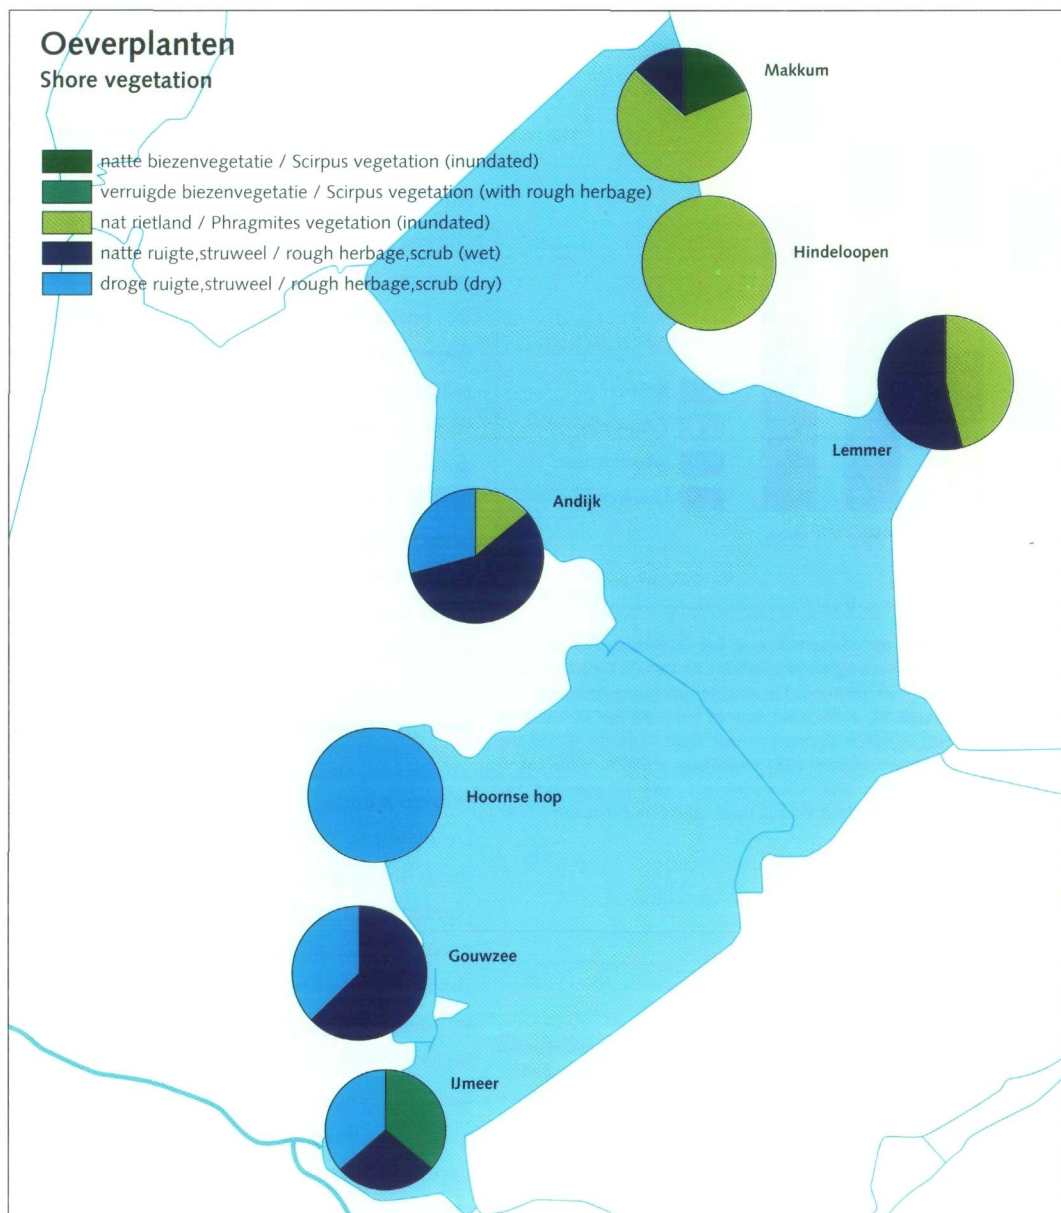 Oeverplanten
Shore vegetation
natte biezenvegetatie / Scirpus vegetation (inundated)
verruigde biezenvegetatie / Scirpus vegetation (with rough herbage)
nat rietland / Phragmites vegetation (inundated)
natte ruigte,struweel / rough herbage,scrub (wet)
droge ruigte,struweel / rough herbage,scrub (dry)
Makkum
Hindeloopen
Lemmer
Andijk
Hoornse hop
Gouwzee
IJmeer